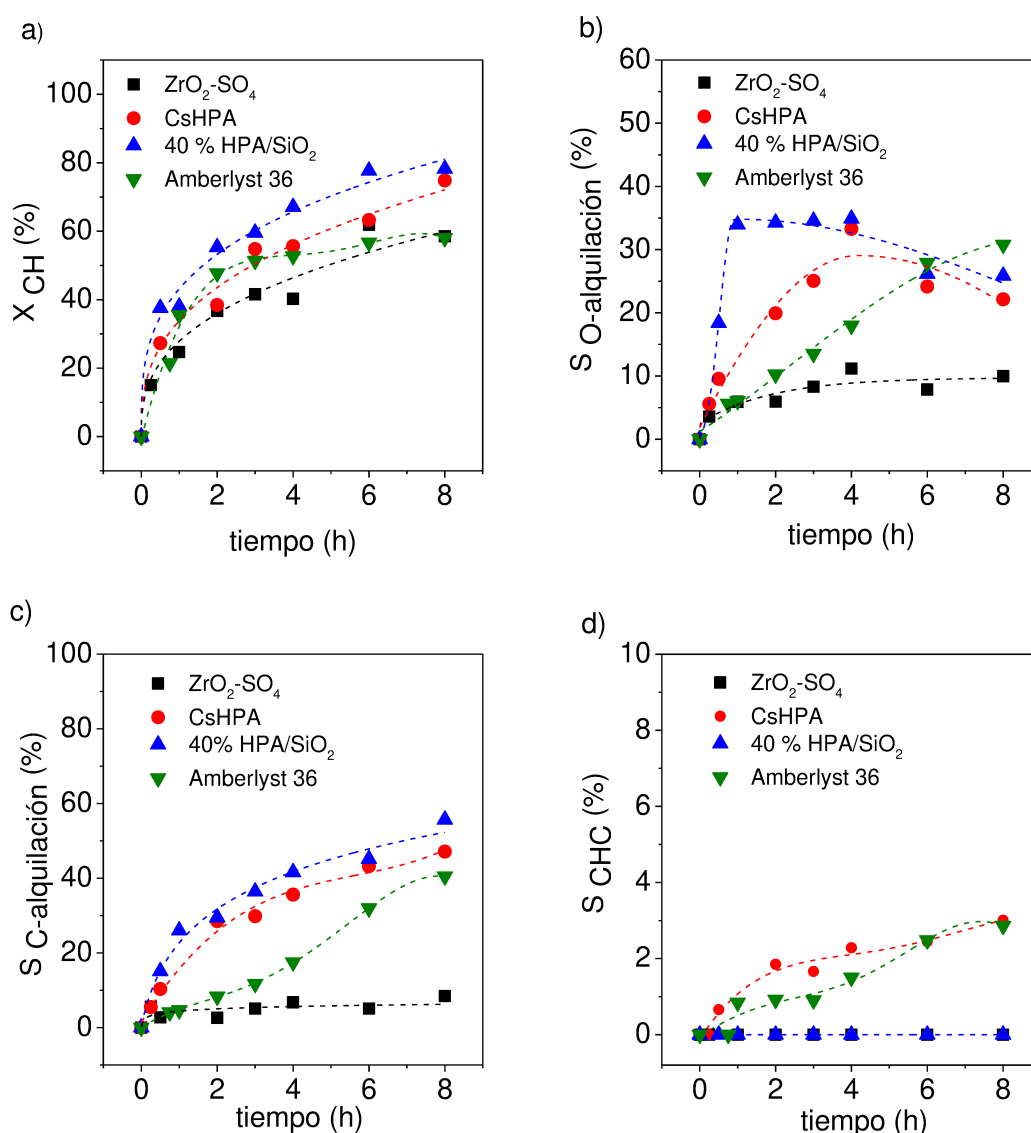 a)
100
80
60
40
20
0
X CH (%)
ZrO2-SO4
CsHPA
40 % HPA/SiO2
Amberlyst 36
0 2 4 6 8
tiempo (h)
b)
60
50
40
30
20
10
0
S O-alquilación (%)
ZrO2-SO4
CsHPA
40 % HPA/SiO2
Amberlyst 36
0 2 4 6 8
tiempo (h)
c)
100
80
60
40
20
0
S C-alquilación (%)
ZrO2-SO4
CsHPA
40% HPA/SiO2
Amberlyst 36
0 2 4 6 8
tiempo (h)
d)
10
8
6
4
2
0
S CHC (%)
ZrO2-SO4
CsHPA
40 % HPA/SiO2
Amberlyst 36
0 2 4 6 8
tiempo (h)